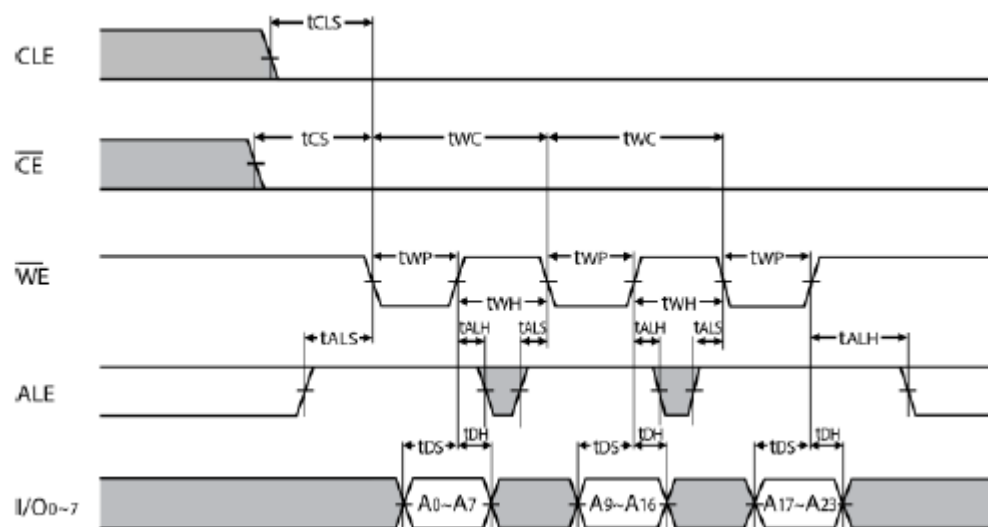 CLE
tCLS
CE
tCS
tWC
tWC
WE
tWP
tWP
tWP
tWH
tWH
tALS
tALH
tALS
tALH
tALS
tALH
ALE
tDS
tDH
tDS
tDH
tDS
tDH
I/O0~7
A0~A7
A9~A16
A17~A23